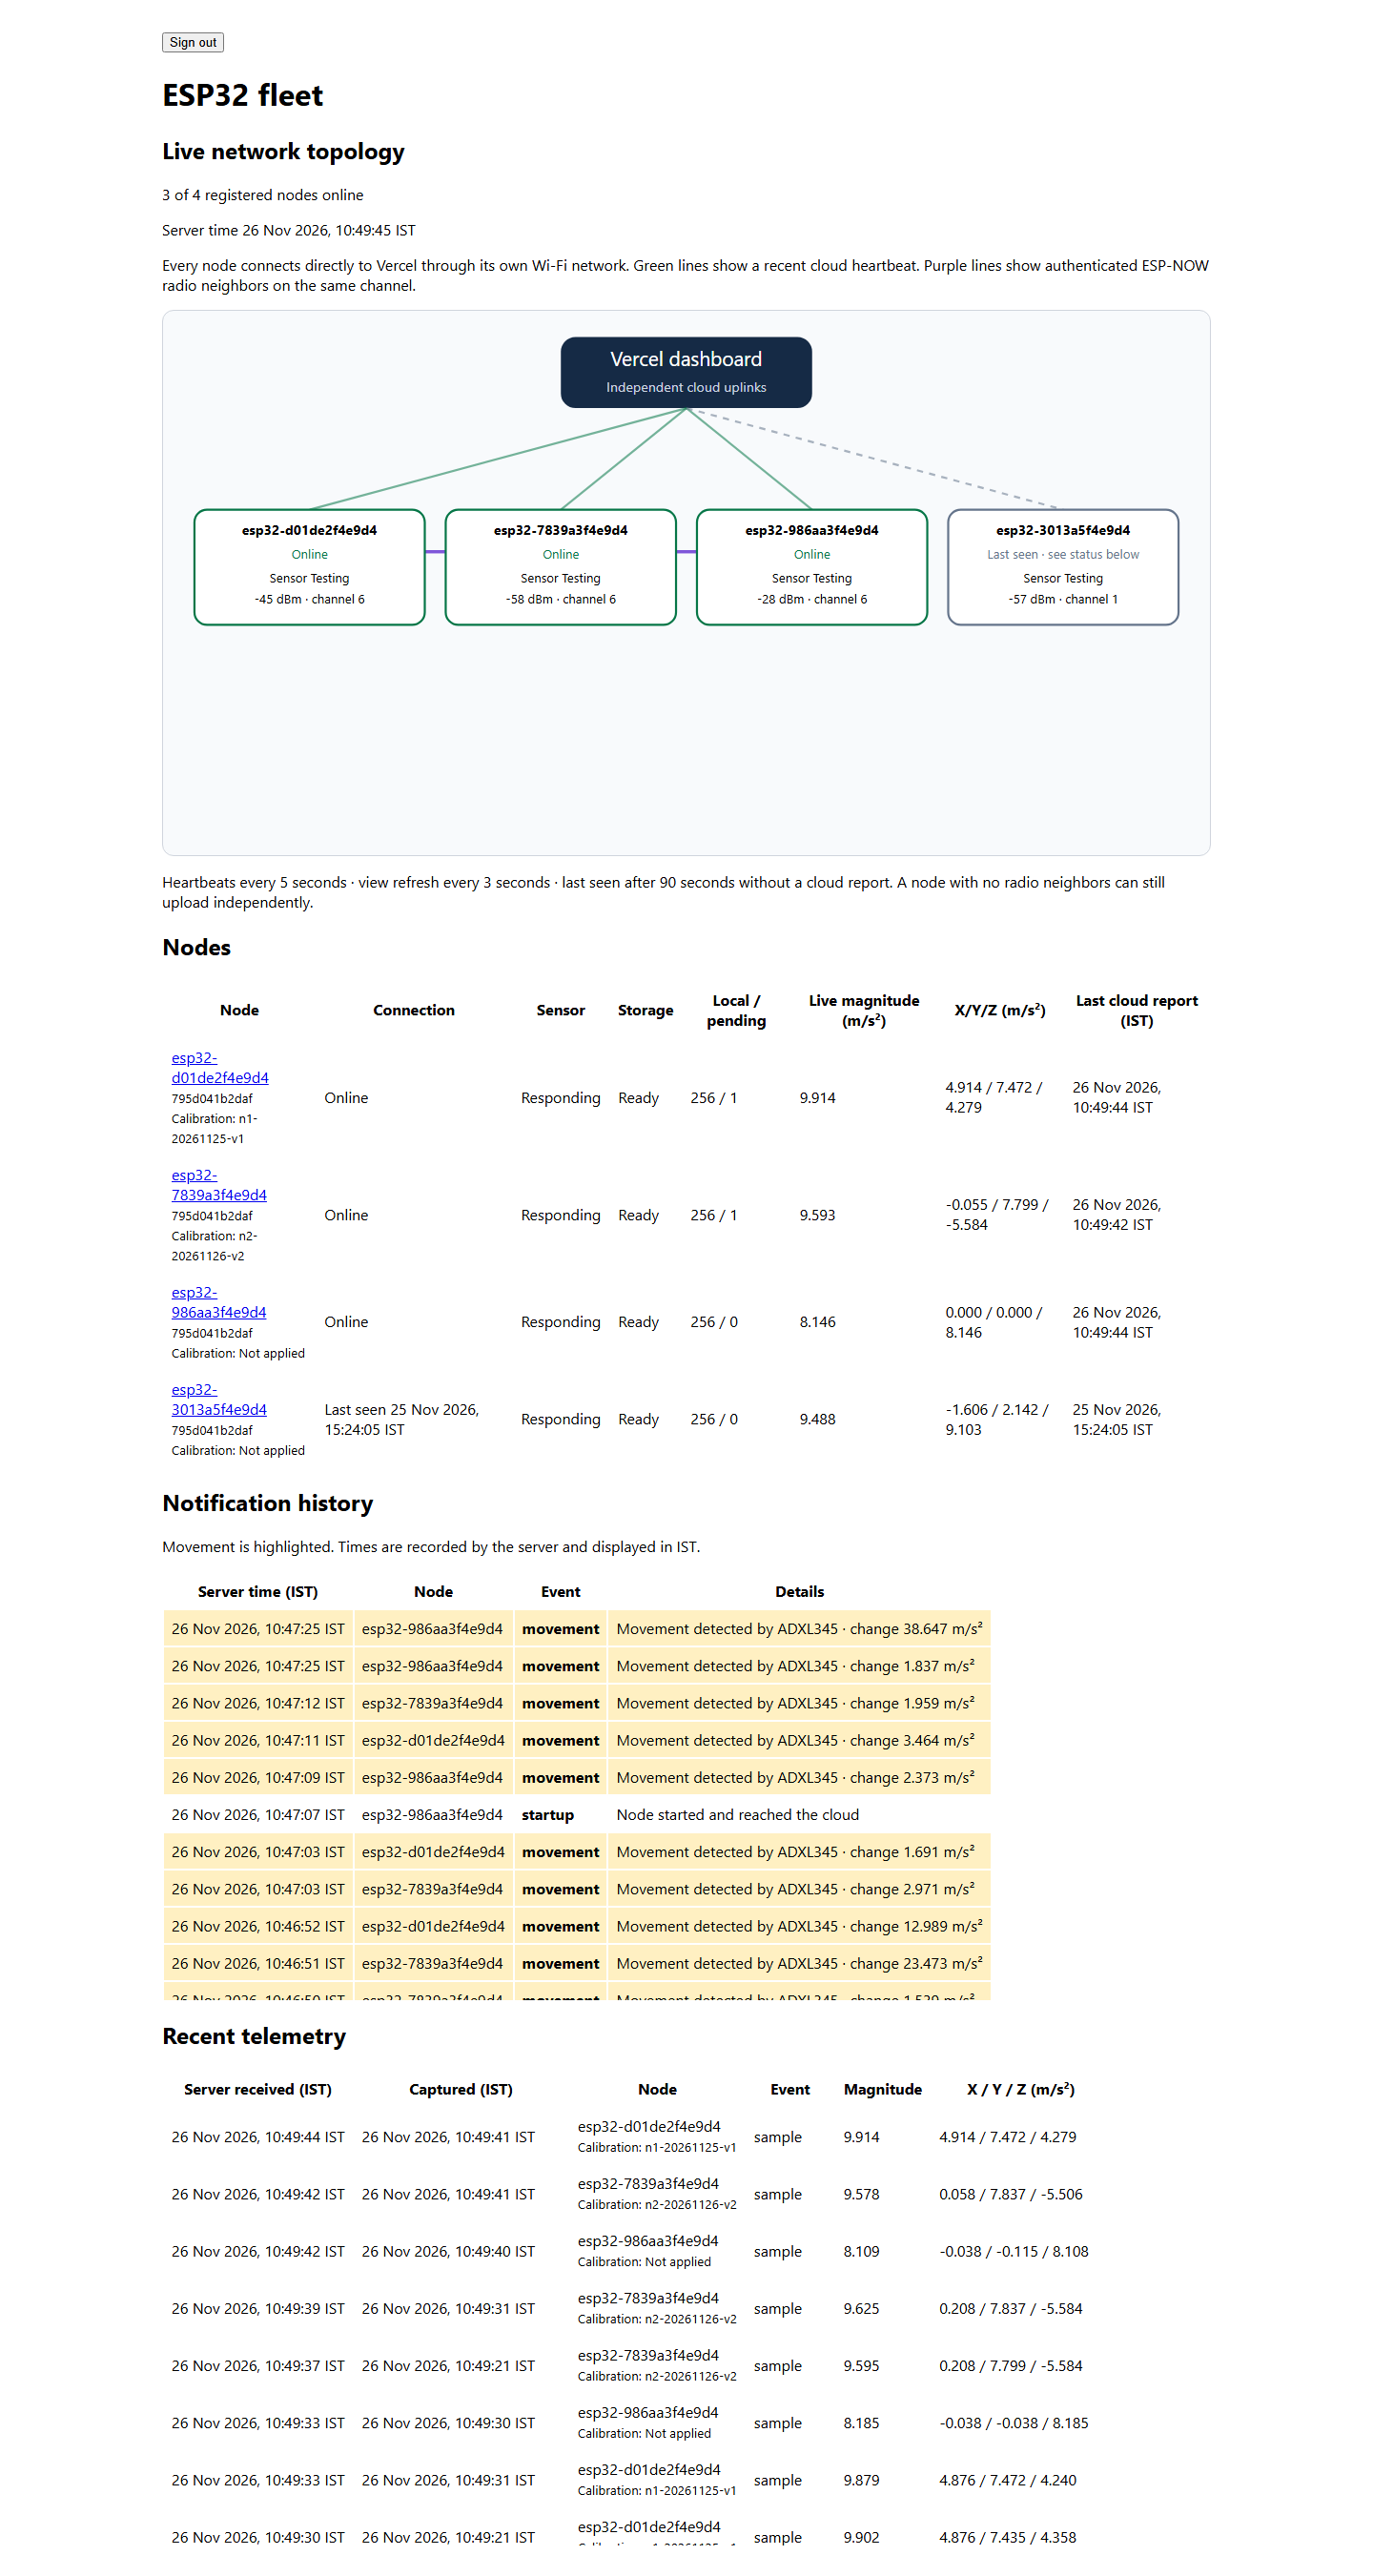 Sign out
ESP32 fleet
Live network topology
3 of 4 registered nodes online
Server time 26 Nov 2026, 10:49:45 IST
Every node connects directly to Vercel through its own Wi-Fi network. Green lines show a recent cloud heartbeat. Purple lines show authenticated ESP-NOW
radio neighbors on the same channel.
Vercel dashboard
Independent cloud uplinks
esp32-d01de2f4e9d4
Online
Sensor Testing
-45 dBm · channel 6
esp32-7839a3f4e9d4
Online
Sensor Testing
-58 dBm · channel 6
esp32-986aa3f4e9d4
Online
Sensor Testing
-28 dBm · channel 6
esp32-3013a5f4e9d4
Last seen · see status below
Sensor Testing
-57 dBm · channel 1
Heartbeats every 5 seconds · view refresh every 3 seconds · last seen after 90 seconds without a cloud report. A node with no radio neighbors can still
upload independently.
Nodes
Node Connection Sensor Storage Local / pending Live magnitude (m/s²) X/Y/Z (m/s²) Last cloud report (IST)
esp32-
d01de2f4e9d4
795d041b2daf
Calibration: n1-
20261125-v1
Online Responding Ready 256 / 1 9.914 4.914 / 7.472 / 4.279 26 Nov 2026, 10:49:44 IST
esp32-
7839a3f4e9d4
795d041b2daf
Calibration: n2-
20261126-v2
Online Responding Ready 256 / 1 9.593 -0.055 / 7.799 / -5.584 26 Nov 2026, 10:49:42 IST
esp32-
986aa3f4e9d4
795d041b2daf
Calibration: Not applied
Online Responding Ready 256 / 0 8.146 0.000 / 0.000 / 8.146 26 Nov 2026, 10:49:44 IST
esp32-
3013a5f4e9d4
795d041b2daf
Calibration: Not applied
Last seen 25 Nov 2026, 15:24:05 IST Responding Ready 256 / 0 9.488 -1.606 / 2.142 / 9.103 25 Nov 2026, 15:24:05 IST
Notification history
Movement is highlighted. Times are recorded by the server and displayed in IST.
Server time (IST) Node Event Details
26 Nov 2026, 10:47:25 IST esp32-986aa3f4e9d4 movement Movement detected by ADXL345 · change 38.647 m/s²
26 Nov 2026, 10:47:25 IST esp32-986aa3f4e9d4 movement Movement detected by ADXL345 · change 1.837 m/s²
26 Nov 2026, 10:47:12 IST esp32-7839a3f4e9d4 movement Movement detected by ADXL345 · change 1.959 m/s²
26 Nov 2026, 10:47:11 IST esp32-d01de2f4e9d4 movement Movement detected by ADXL345 · change 3.464 m/s²
26 Nov 2026, 10:47:09 IST esp32-986aa3f4e9d4 movement Movement detected by ADXL345 · change 2.373 m/s²
26 Nov 2026, 10:47:07 IST esp32-986aa3f4e9d4 startup Node started and reached the cloud
26 Nov 2026, 10:47:03 IST esp32-d01de2f4e9d4 movement Movement detected by ADXL345 · change 1.691 m/s²
26 Nov 2026, 10:47:03 IST esp32-7839a3f4e9d4 movement Movement detected by ADXL345 · change 2.971 m/s²
26 Nov 2026, 10:46:52 IST esp32-d01de2f4e9d4 movement Movement detected by ADXL345 · change 12.989 m/s²
26 Nov 2026, 10:46:51 IST esp32-7839a3f4e9d4 movement Movement detected by ADXL345 · change 23.473 m/s²
Recent telemetry
Server received (IST) Captured (IST) Node Event Magnitude X / Y / Z (m/s²)
26 Nov 2026, 10:49:44 IST 26 Nov 2026, 10:49:41 IST esp32-d01de2f4e9d4 sample 9.914 4.914 / 7.472 / 4.279
Calibration: n1-20261125-v1
26 Nov 2026, 10:49:42 IST 26 Nov 2026, 10:49:41 IST esp32-7839a3f4e9d4 sample 9.578 0.058 / 7.837 / -5.506
Calibration: n2-20261126-v2
26 Nov 2026, 10:49:42 IST 26 Nov 2026, 10:49:40 IST esp32-986aa3f4e9d4 sample 8.109 -0.038 / -0.115 / 8.108
Calibration: Not applied
26 Nov 2026, 10:49:39 IST 26 Nov 2026, 10:49:31 IST esp32-7839a3f4e9d4 sample 9.625 0.208 / 7.837 / -5.584
Calibration: n2-20261126-v2
26 Nov 2026, 10:49:37 IST 26 Nov 2026, 10:49:21 IST esp32-7839a3f4e9d4 sample 9.595 0.208 / 7.799 / -5.584
Calibration: n2-20261126-v2
26 Nov 2026, 10:49:33 IST 26 Nov 2026, 10:49:30 IST esp32-986aa3f4e9d4 sample 8.185 -0.038 / -0.038 / 8.185
Calibration: Not applied
26 Nov 2026, 10:49:33 IST 26 Nov 2026, 10:49:31 IST esp32-d01de2f4e9d4 sample 9.879 4.876 / 7.472 / 4.240
Calibration: n1-20261125-v1
26 Nov 2026, 10:49:30 IST 26 Nov 2026, 10:49:21 IST esp32-d01de2f4e9d4 sample 9.902 4.876 / 7.435 / 4.358